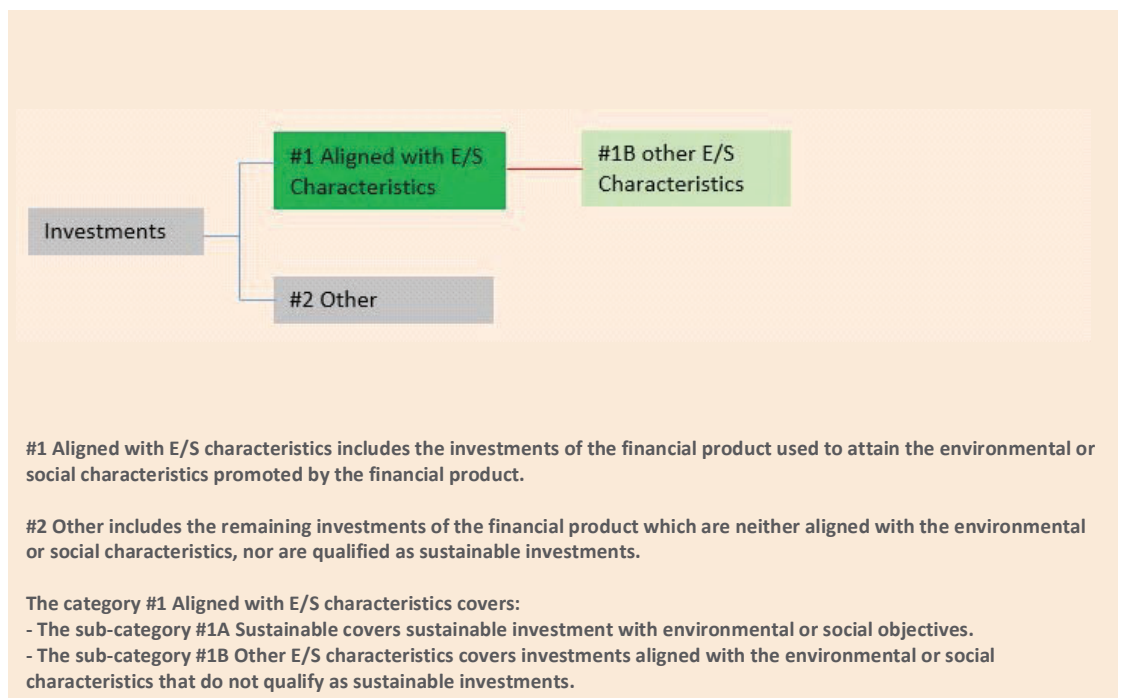 #1 Aligned with E/S
Characteristics
#1B other E/S
Characteristics
Investments
#2 Other
#1 Aligned with E/S characteristics includes the investments of the financial product used to attain the environmental or
social characteristics promoted by the financial product.
#2 Other includes the remaining investments of the financial product which are neither aligned with the environmental
or social characteristics, nor are qualified as sustainable investments.
The category #1 Aligned with E/S characteristics covers:
- The sub-category #1A Sustainable covers sustainable investment with environmental or social objectives.
- The sub-category #1B Other E/S characteristics covers investments aligned with the environmental or social
characteristics that do not qualify as sustainable investments.